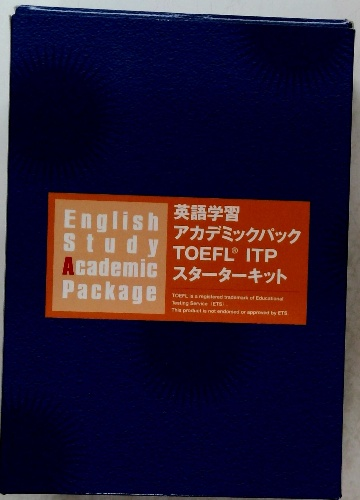 English
Study
Academic
Package
英語学習
アカデミックパック
TOEFL® ITP
スターターキット
TOEFL is a registered trademark of Educational
Testing Service (ETS).
This product is not endorsed or approved by ETS.